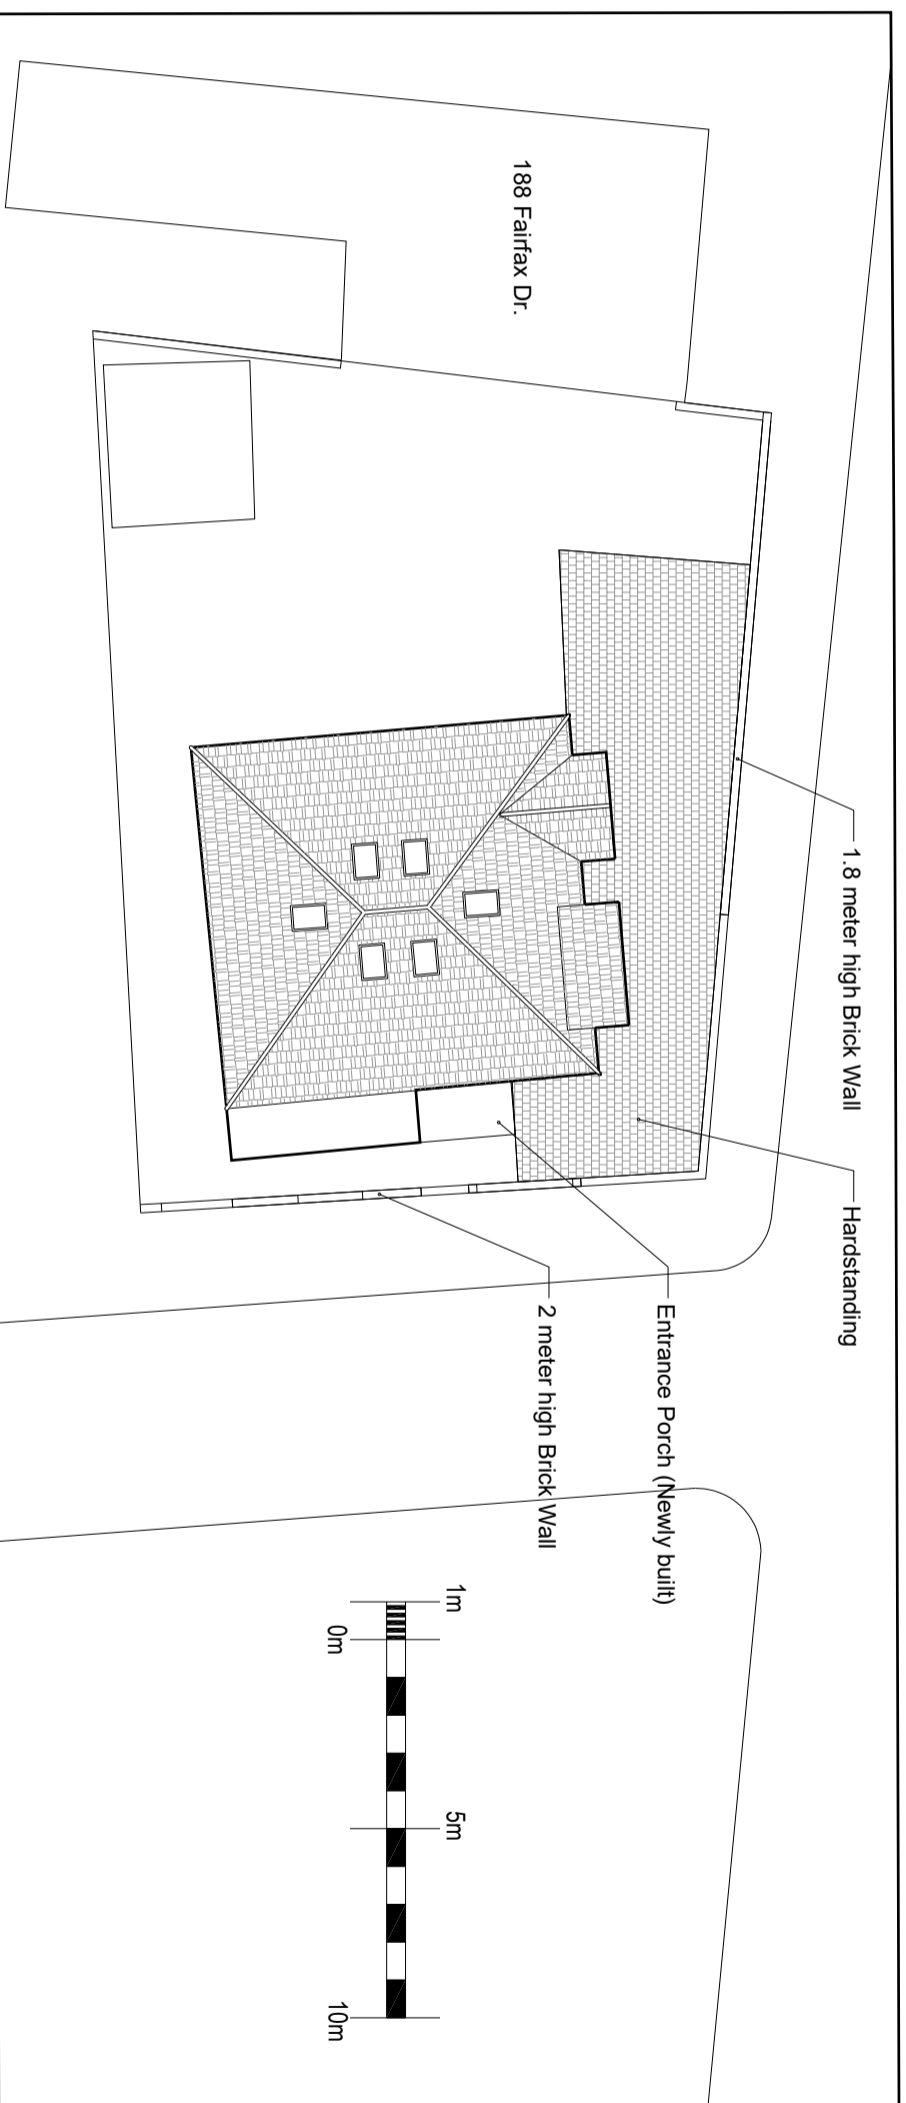 188 Fairfax Dr.
1.8 meter high Brick Wall
Hardstanding
Entrance Porch (Newly built)
2 meter high Brick Wall
1m
0m
5m
10m